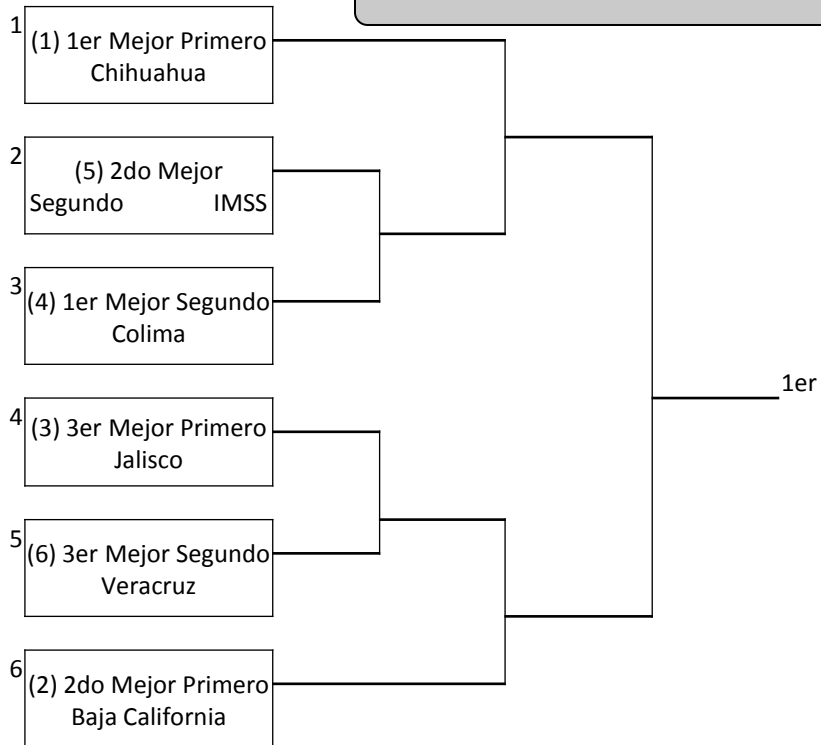 1
(1) 1er Mejor Primero
Chihuahua
2
(5) 2do Mejor
Segundo IMSS
3
(4) 1er Mejor Segundo
Colima
1er
4
(3) 3er Mejor Primero
Jalisco
5
(6) 3er Mejor Segundo
Veracruz
6
(2) 2do Mejor Primero
Baja California